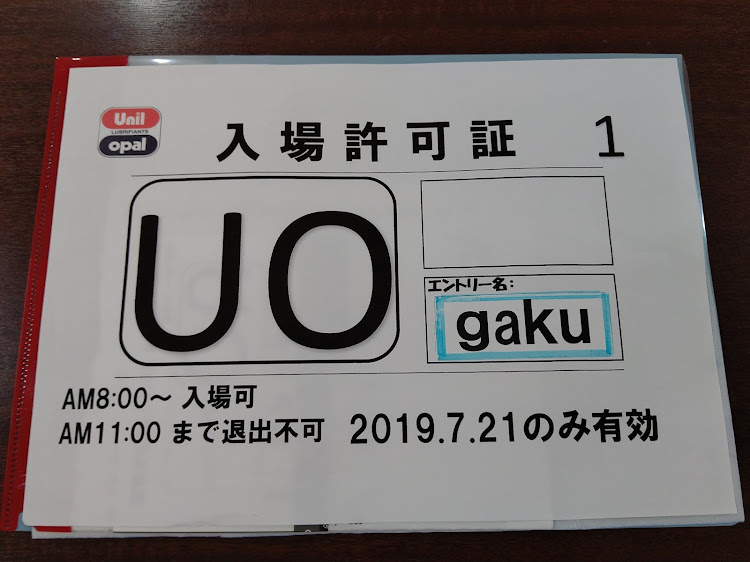 Unil
LUBRIFIANTS
opal
入場許可証 1
UO
エントリー名:
gaku
AM8:00～ 入場可
AM11:00 まで退出不可 2019.7.21のみ有効